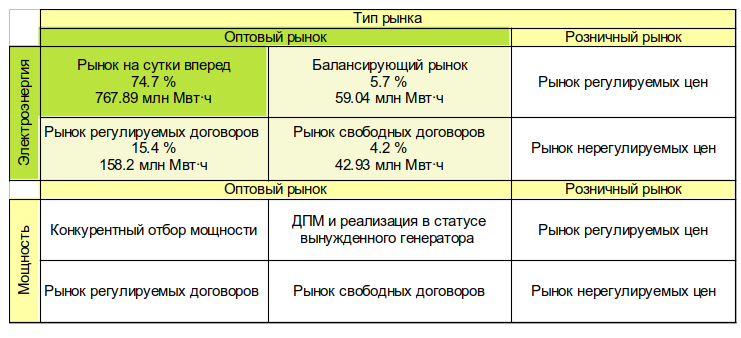 Тип рынка
Оптовый рынок
Розничный рынок
Электроэнергия
Рынок на сутки вперед
74.7 %
767.89 млн Мвт·ч
Балансирующий рынок
5.7 %
59.04 млн Мвт·ч
Рынок регулируемых цен
Рынок регулируемых договоров
15.4 %
158.2 млн Мвт·ч
Рынок свободных договоров
4.2 %
42.93 млн Мвт·ч
Рынок нерегулируемых цен
Оптовый рынок
Розничный рынок
Мощность
Конкурентный отбор мощности
ДПМ и реализация в статусе
вынужденного генератора
Рынок регулируемых цен
Рынок регулируемых договоров
Рынок свободных договоров
Рынок нерегулируемых цен